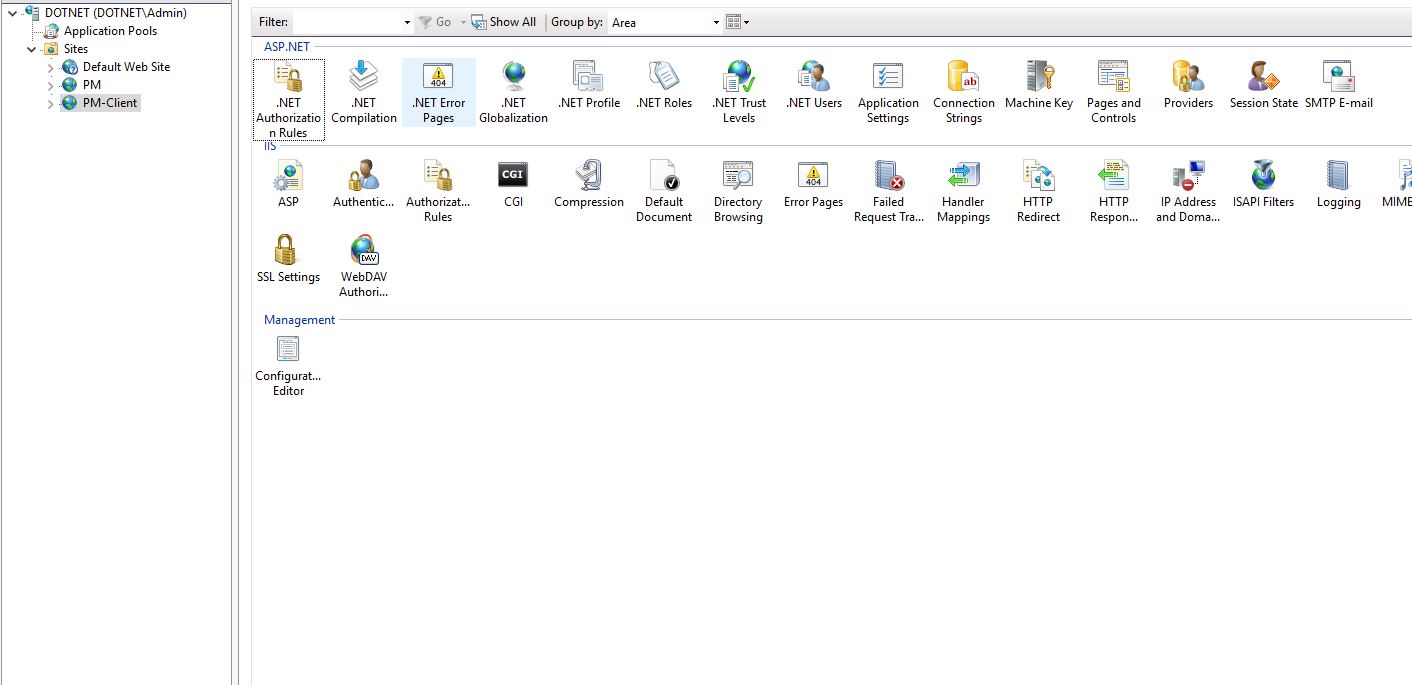 DOTNET (DOTNET\Admin)
Application Pools
Sites
Default Web Site
PM
PM-Client
Filter: Go Show All Group by: Area
ASP.NET
.NET Authorizatio n Rules
.NET Compilation
.NET Error Pages
.NET Globalization
.NET Profile
.NET Roles
.NET Trust Levels
.NET Users
Application Settings
Connection Strings
Machine Key
Pages and Controls
Providers
Session State
SMTP E-mail
IIS
ASP
Authentic...
Authorizat... Rules
CGI
Compression
Default Document
Directory Browsing
Error Pages
Failed Request Tra...
Handler Mappings
HTTP Redirect
HTTP Respon...
IP Address and Doma...
ISAPI Filters
Logging
MIME
SSL Settings
WebDAV Authori...
Management
Configurat... Editor